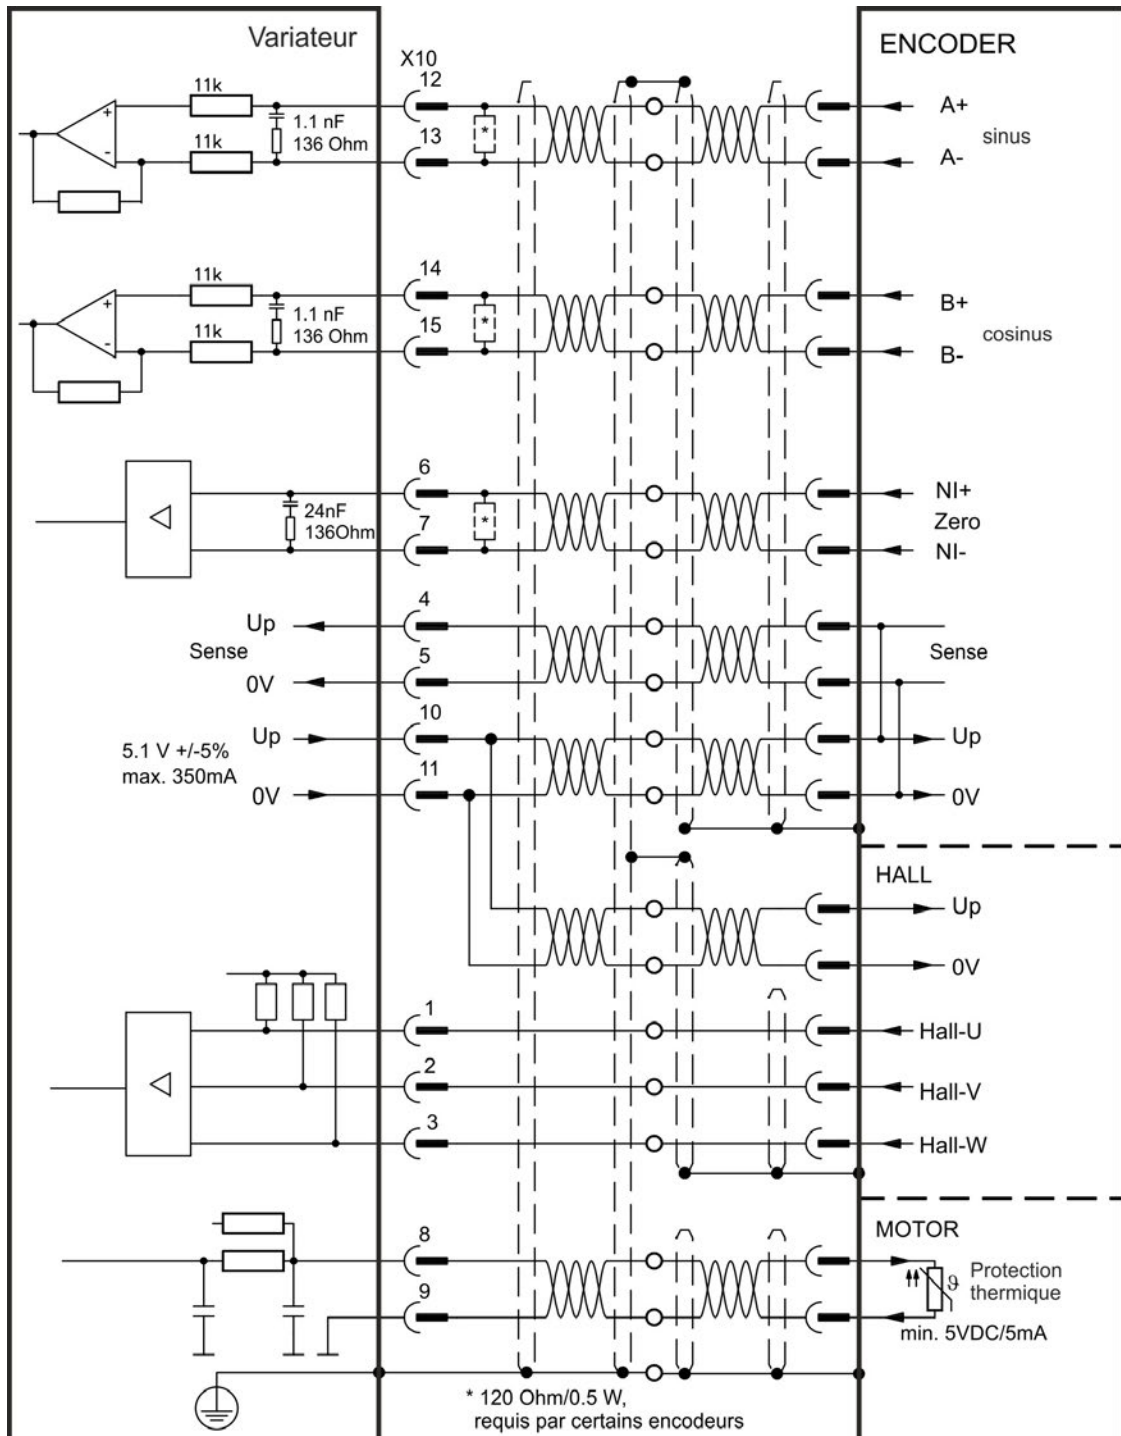 Variateur
ENCODER
X10
12
11k
+
1.1 nF
136 Ohm
*
A+
sinus
13
11k
-
A-
14
11k
+
1.1 nF
136 Ohm
*
B+
cosinus
15
11k
-
B-
6
24nF
136Ohm
*
NI+
Zero
NI-
7
4
Up
Sense
Sense
5
0V
10
Up
Up
5.1 V +/-5%
max. 350mA
11
0V
0V
HALL
Up
0V
1
Hall-U
2
Hall-V
3
Hall-W
MOTOR
8
ϑ
Protection
thermique
9
min. 5VDC/5mA
* 120 Ohm/0.5 W,
requis par certains encodeurs